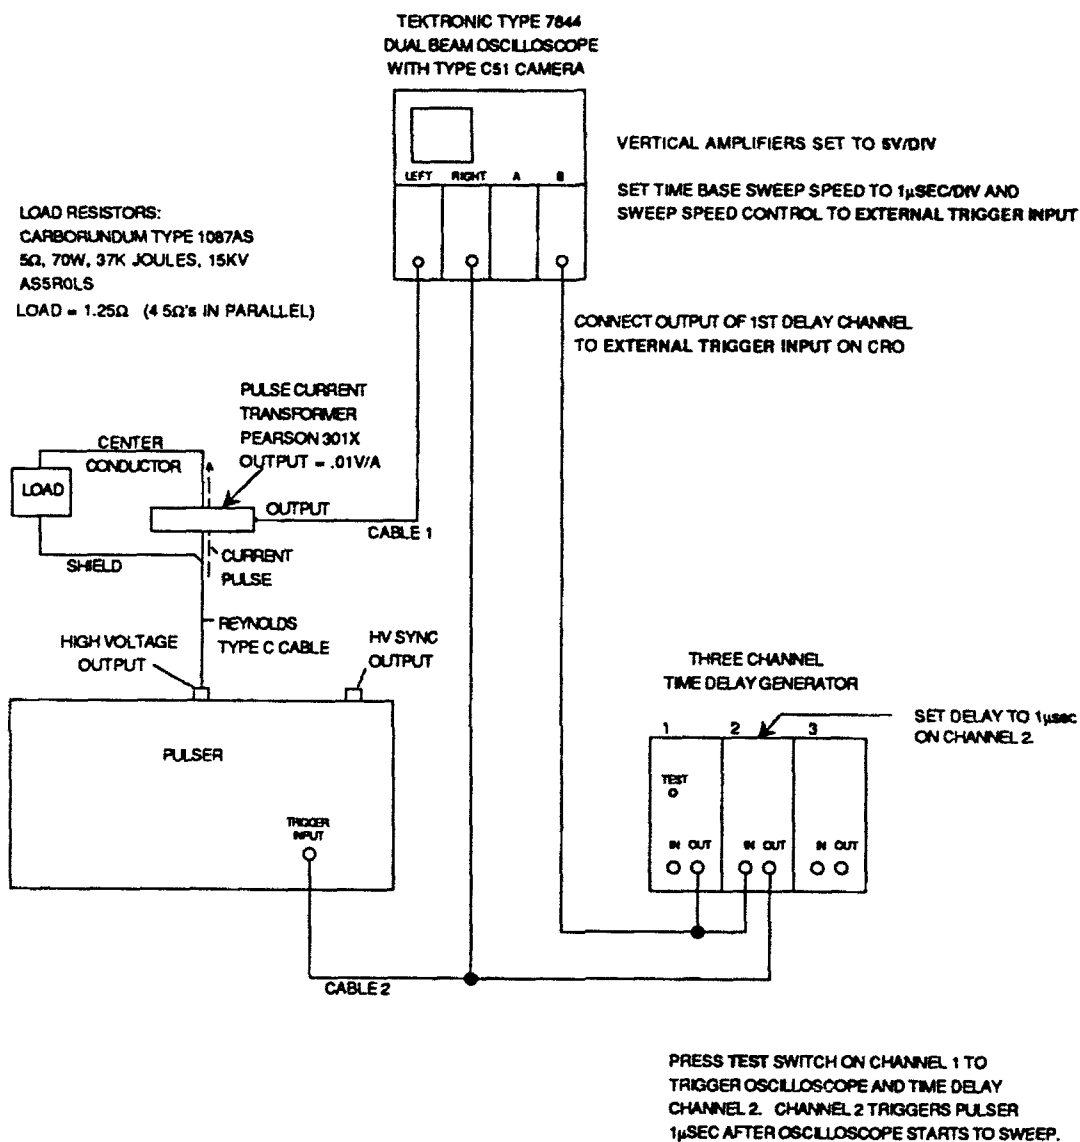 TEKTRONIC TYPE 7844
DUAL BEAM OSCILLOSCOPE
WITH TYPE C51 CAMERA
VERTICAL AMPLIFIERS SET TO 5V/DIV
LEFT RIGHT A B
SET TIME BASE SWEEP SPEED TO 1µSEC/DIV AND
SWEEP SPEED CONTROL TO EXTERNAL TRIGGER INPUT
LOAD RESISTORS:
CARBORUNDUM TYPE 1087AS
5Ω, 70W, 37K JOULES, 15KV
AS5R0LS
LOAD = 1.25Ω (4 5Ω's IN PARALLEL)
CONNECT OUTPUT OF 1ST DELAY CHANNEL
TO EXTERNAL TRIGGER INPUT ON CRO
PULSE CURRENT
TRANSFORMER
PEARSON 301X
OUTPUT = .01V/A
CENTER
CONDUCTOR
LOAD
OUTPUT
CABLE 1
SHIELD
CURRENT
PULSE
REYNOLDS
TYPE C CABLE
HIGH VOLTAGE
OUTPUT
HV SYNC
OUTPUT
THREE CHANNEL
TIME DELAY GENERATOR
SET DELAY TO 1µsec
ON CHANNEL 2.
1 2 3
PULSER
TEST
TRIGGER
INPUT
IN OUT IN OUT IN OUT
CABLE 2
PRESS TEST SWITCH ON CHANNEL 1 TO
TRIGGER OSCILLOSCOPE AND TIME DELAY
CHANNEL 2. CHANNEL 2 TRIGGERS PULSER
1µSEC AFTER OSCILLOSCOPE STARTS TO SWEEP.